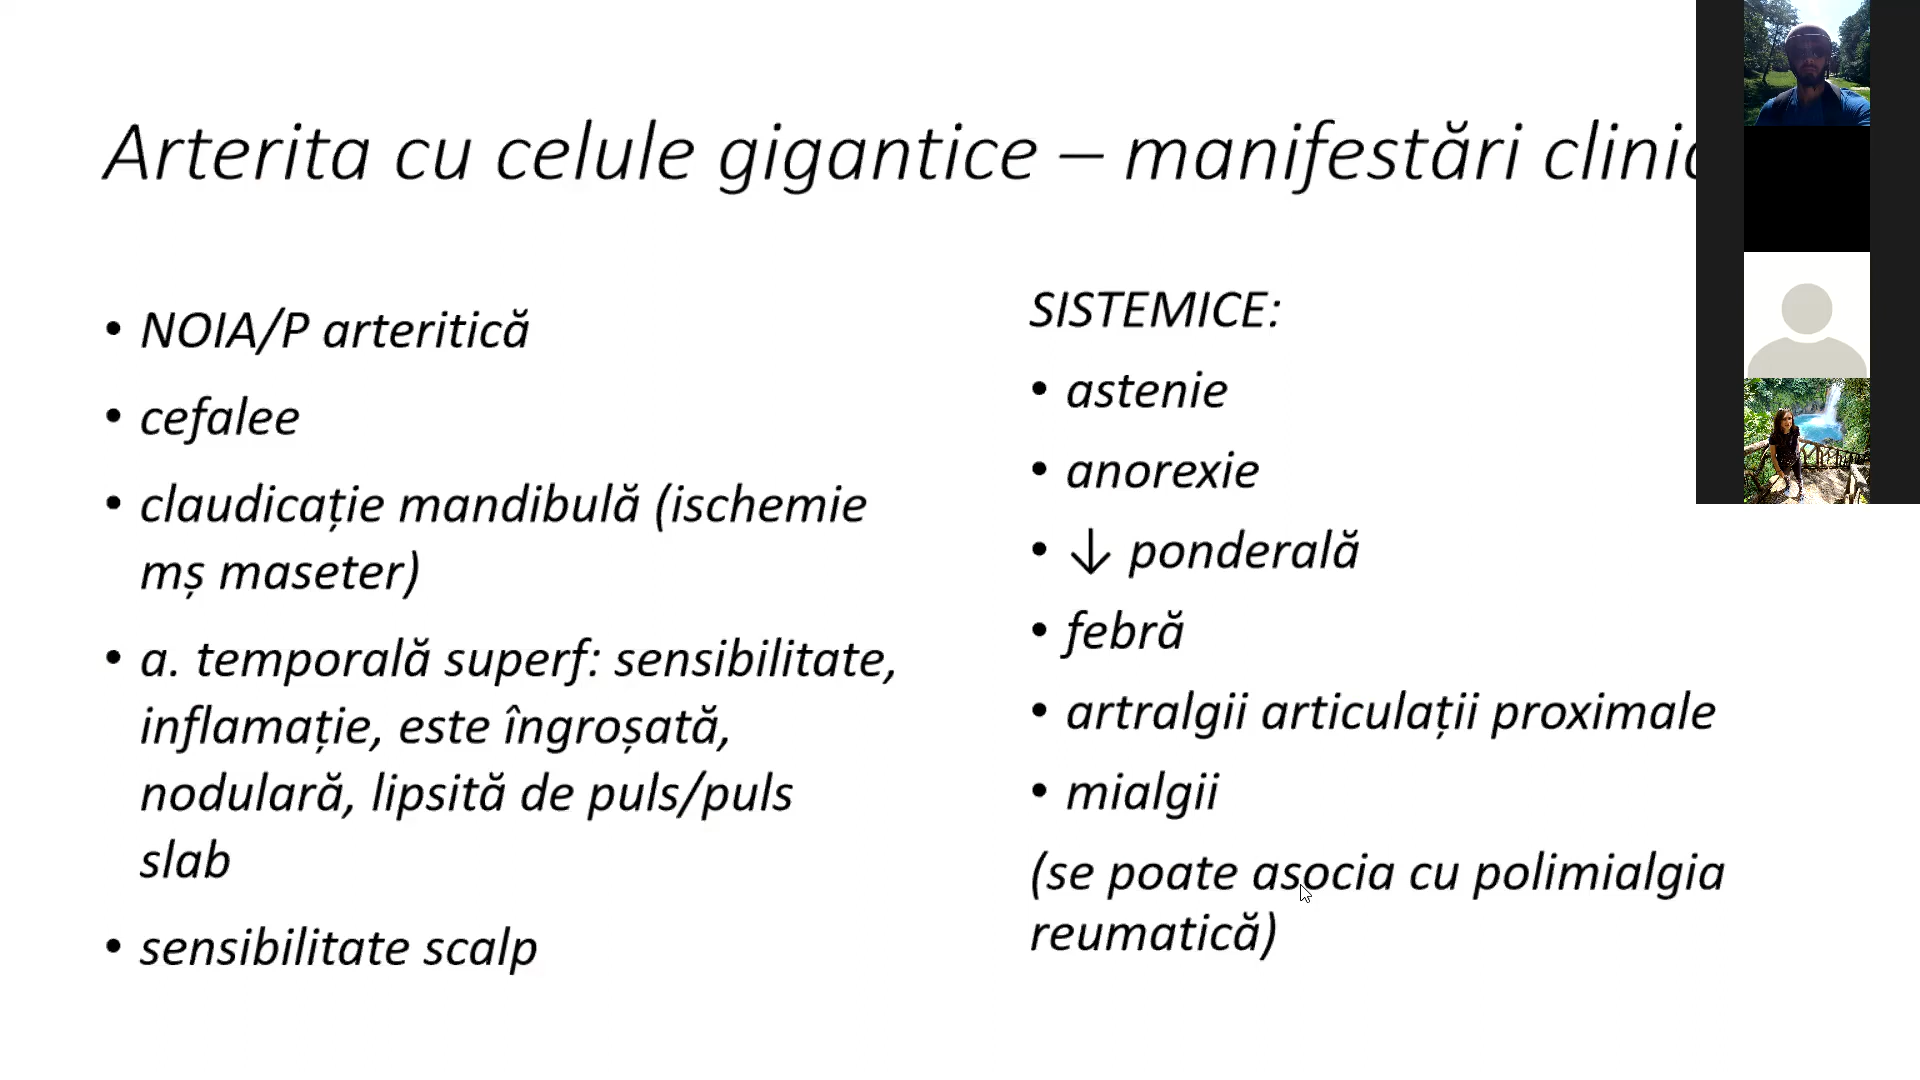 Arterita cu celule gigantice – manifestări clinic
• NOIA/P arteritică
• cefalee
• claudicație mandibulă (ischemie
mș maseter)
• a. temporală superf: sensibilitate,
inflamație, este îngroșată,
nodulară, lipsită de puls/puls
slab
• sensibilitate scalp
SISTEMICE:
• astenie
• anorexie
• ↓ ponderală
• febră
• artralgii articulații proximale
• mialgii
(se poate asocia cu polimialgia
reumatică)